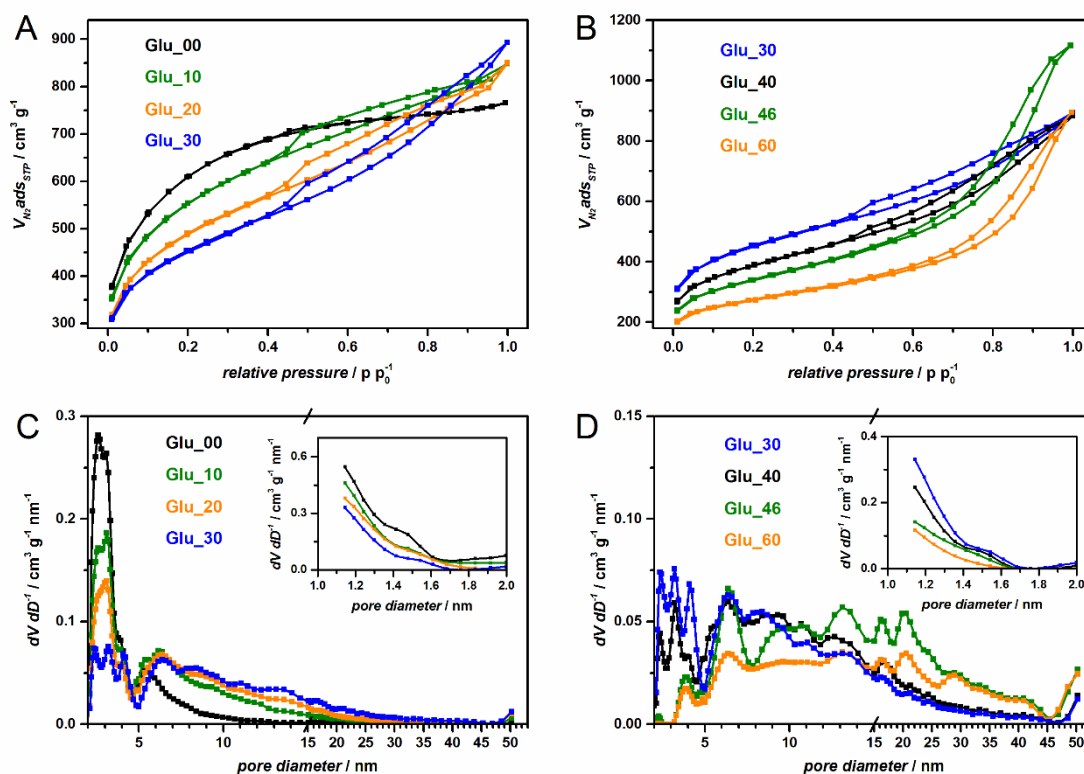 A
Glu_00
Glu_10
Glu_20
Glu_30
900
800
700
600
500
400
300
V_N2 ads_STP / cm³ g⁻¹
0.0 0.2 0.4 0.6 0.8 1.0
relative pressure / p p₀⁻¹
B
Glu_30
Glu_40
Glu_46
Glu_60
1200
1000
800
600
400
200
V_N2 ads_STP / cm³ g⁻¹
0.0 0.2 0.4 0.6 0.8 1.0
relative pressure / p p₀⁻¹
C
Glu_00
Glu_10
Glu_20
Glu_30
0.3
0.2
0.1
0.0
dV dD⁻¹ / cm³ g⁻¹ nm⁻¹
5 10 15 20 25 30 35 40 45 50
pore diameter / nm
0.6
0.3
0.0
dV dD⁻¹ / cm³ g⁻¹ nm⁻¹
1.0 1.2 1.4 1.6 1.8 2.0
pore diameter / nm
D
Glu_30
Glu_40
Glu_46
Glu_60
0.15
0.10
0.05
0.00
dV dD⁻¹ / cm³ g⁻¹ nm⁻¹
5 10 15 20 25 30 35 40 45 50
pore diameter / nm
0.4
0.3
0.2
0.1
0.0
dV dD⁻¹ / cm³ g⁻¹ nm⁻¹
1.0 1.2 1.4 1.6 1.8 2.0
pore diameter / nm